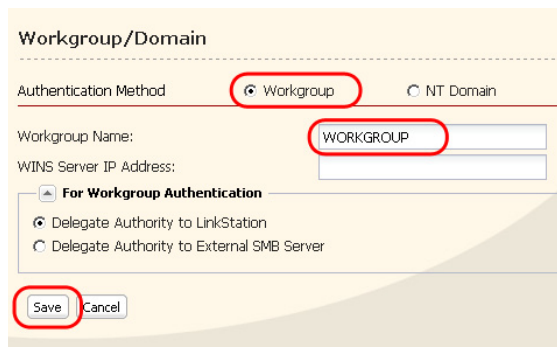 Workgroup/Domain
Authentication Method Workgroup NT Domain
Workgroup Name: WORKGROUP
WINS Server IP Address:
For Workgroup Authentication
Delegate Authority to LinkStation
Delegate Authority to External SMB Server
Save Cancel